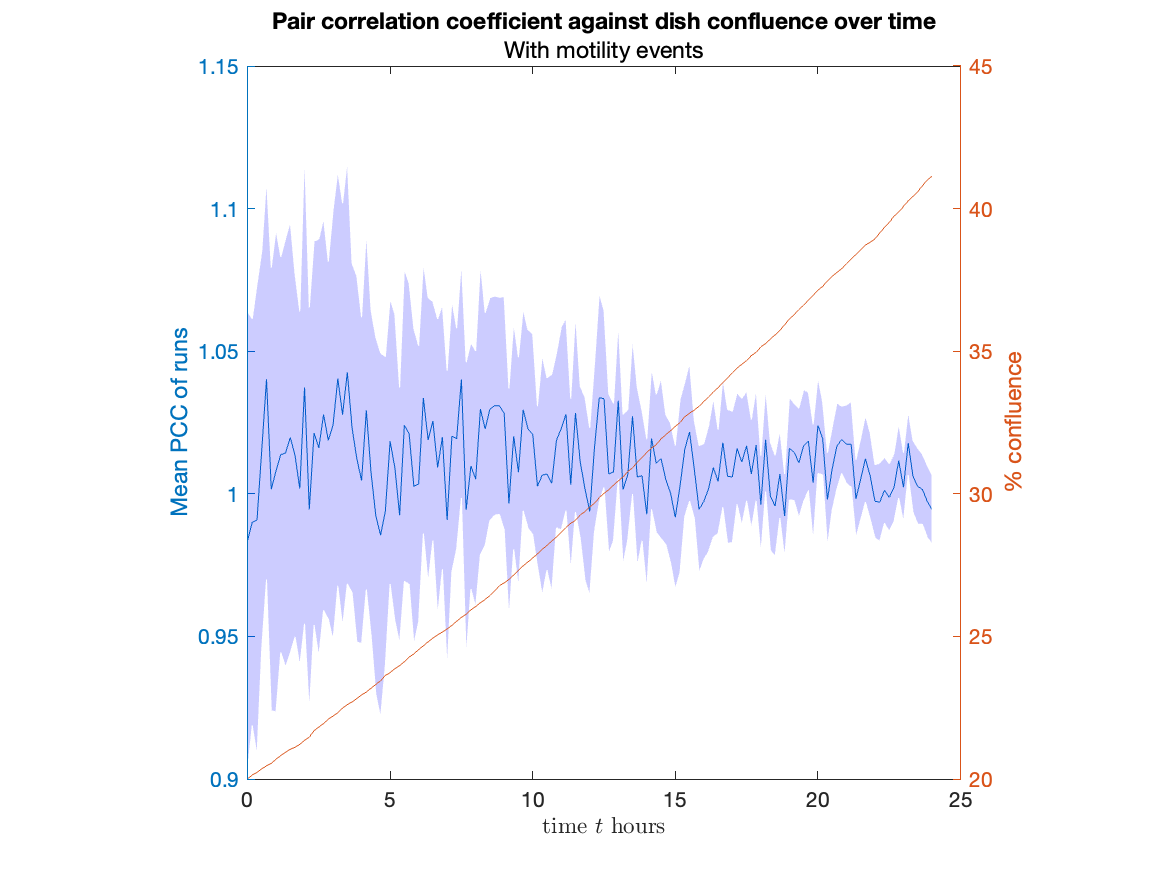 Pair correlation coefficient against dish confluence over time
With motility events
1.15
1.1
1.05
1
0.95
0.9
Mean PCC of runs
45
40
35
30
25
20
% confluence
0 5 10 15 20 25
time t hours